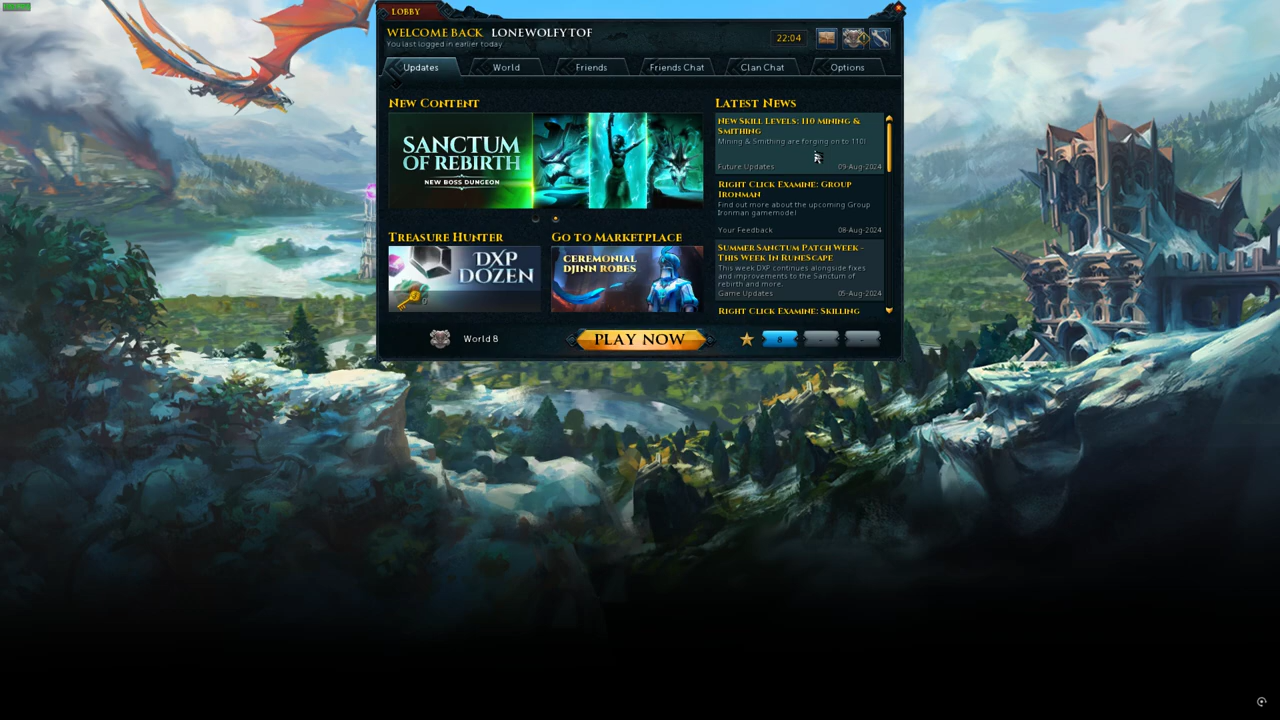 LOBBY
WELCOME BACK LONEWOLFYTOF
You last logged in earlier today
22:04
Updates
World
Friends
Friends Chat
Clan Chat
Options
NEW CONTENT
SANCTUM
OF REBIRTH
NEW BOSS DUNGEON
TREASURE HUNTER
DXP
DOZEN
GO TO MARKETPLACE
CEREMONIAL
DJINN ROBES
LATEST NEWS
NEW SKILL LEVELS: 110 MINING &
SMITHING
Mining & Smithing are forging on to 110!
Future Updates 09-Aug-2024
RIGHT CLICK EXAMINE: GROUP
IRONMAN
Find out more about the upcoming Group
Ironman gamemode!
Your Feedback 08-Aug-2024
SUMMER SANCTUM PATCH WEEK -
THIS WEEK IN RUNESCAPE
This week DXP continues alongside fixes
and improvements to the Sanctum of
rebirth and more.
Game Updates 05-Aug-2024
RIGHT CLICK EXAMINE: SKILLING
World 8
PLAY NOW
8
-
-